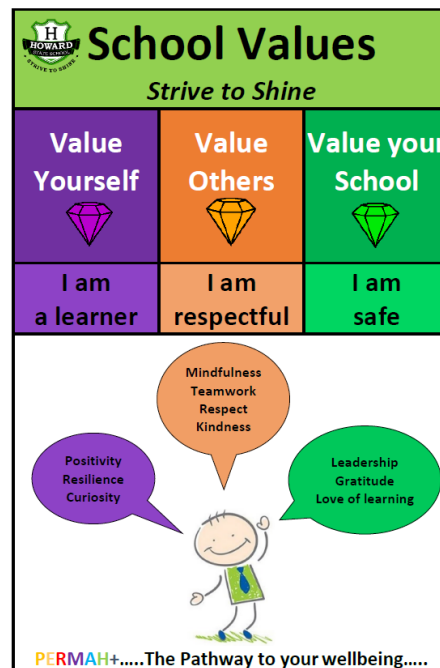 H
HOWARD
STATE SCHOOL
STRIVE TO SHINE
School Values
Strive to Shine
Value
Yourself
Value
Others
Value your
School
I am
a learner
I am
respectful
I am
safe
Mindfulness
Teamwork
Respect
Kindness
Positivity
Resilience
Curiosity
Leadership
Gratitude
Love of learning
PERMAH+.....The Pathway to your wellbeing.....